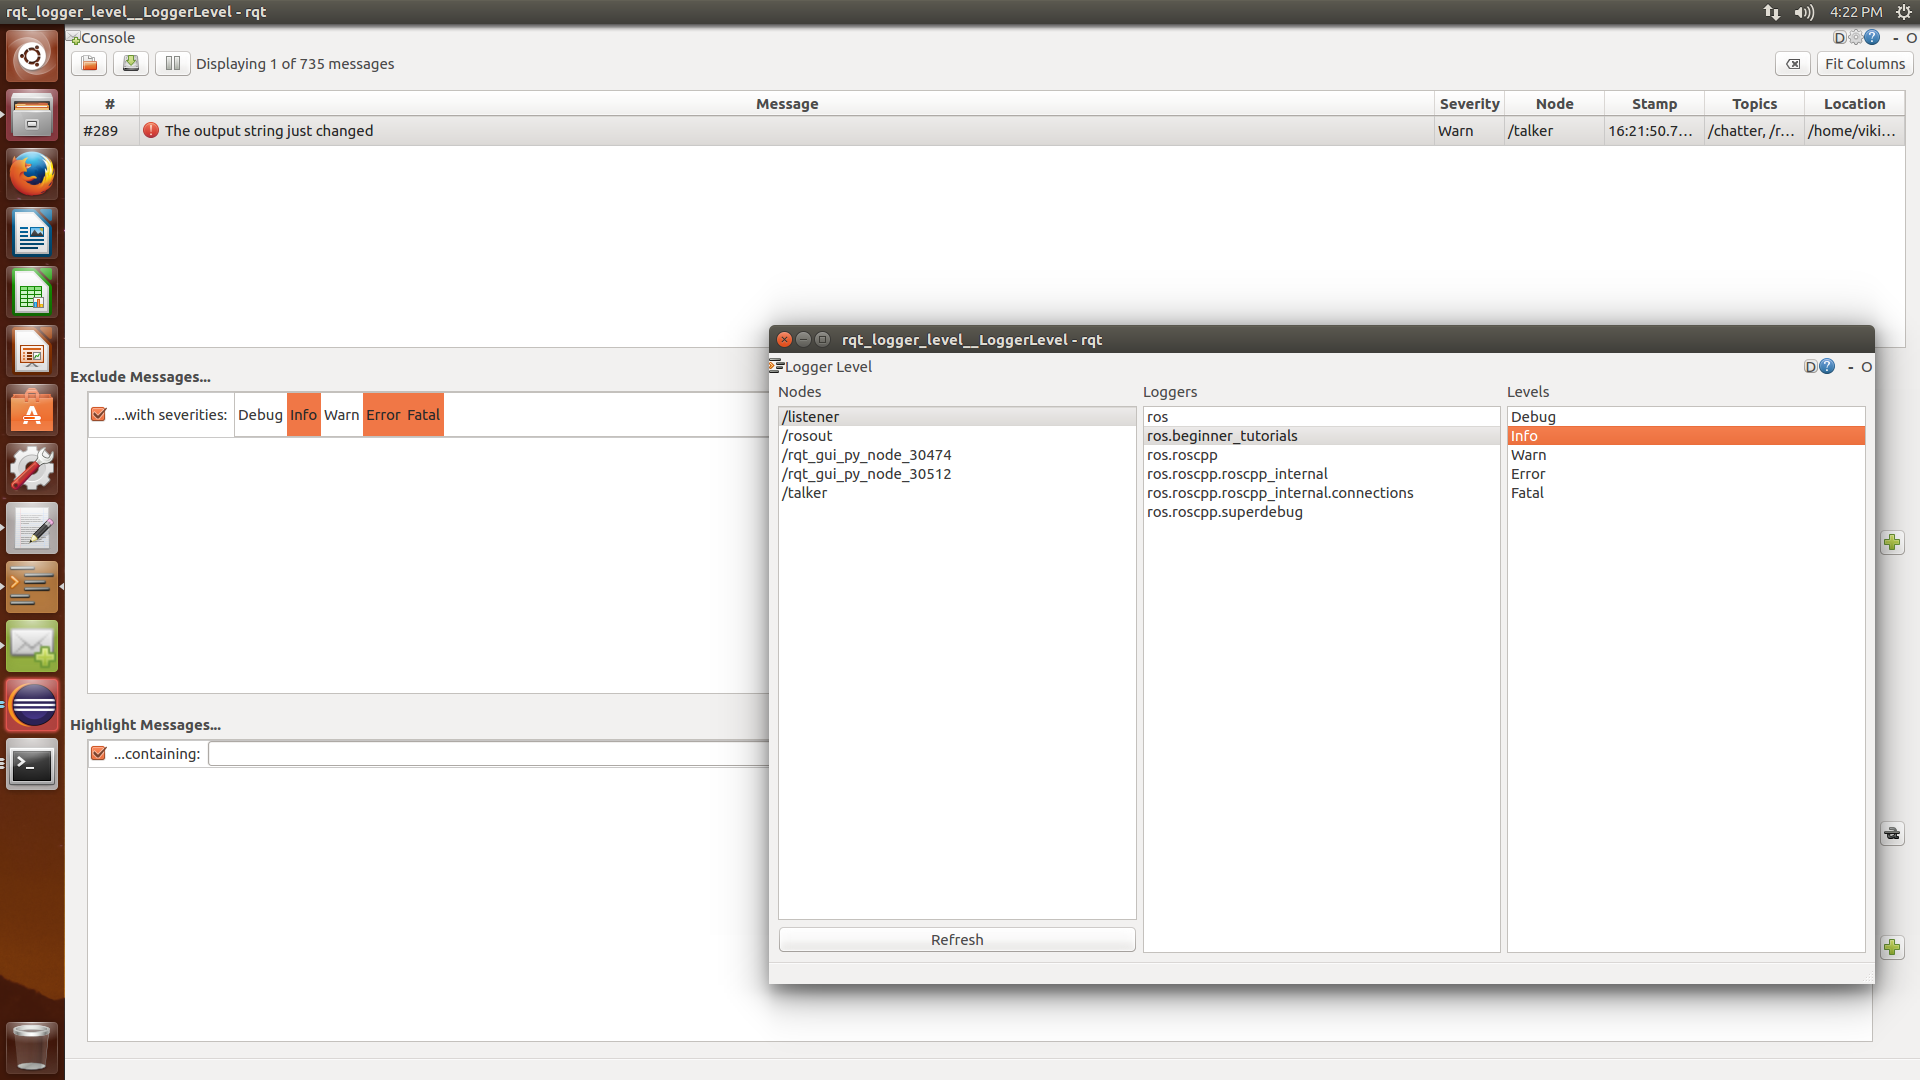 rqt_logger_level__LoggerLevel - rqt
4:22 PM
Console
D - O
Displaying 1 of 735 messages
Fit Columns
# Message Severity Node Stamp Topics Location
#289 The output string just changed Warn /talker 16:21:50.7... /chatter, /r... /home/viki...
Exclude Messages...
...with severities: Debug Info Warn Error Fatal
Highlight Messages...
...containing:
rqt_logger_level__LoggerLevel - rqt
Logger Level
D - O
Nodes
/listener
/rosout
/rqt_gui_py_node_30474
/rqt_gui_py_node_30512
/talker
Refresh
Loggers
ros
ros.beginner_tutorials
ros.roscpp
ros.roscpp.roscpp_internal
ros.roscpp.roscpp_internal.connections
ros.roscpp.superdebug
Levels
Debug
Info
Warn
Error
Fatal